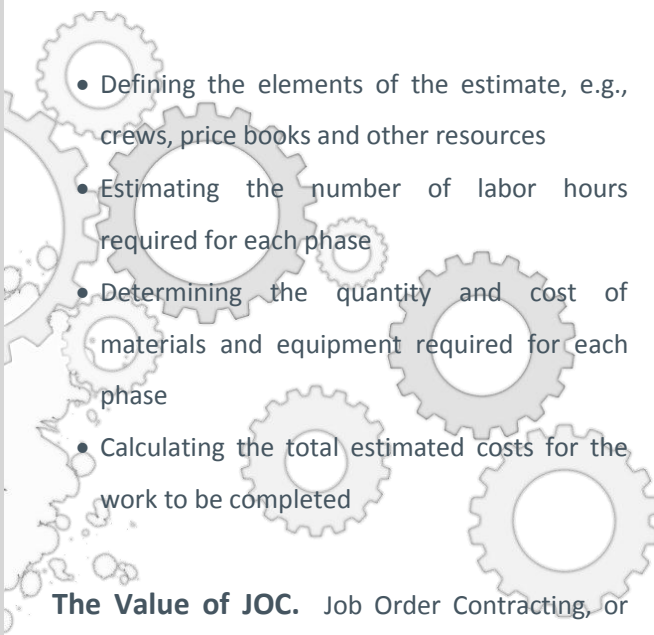 • Defining the elements of the estimate, e.g.,
crews, price books and other resources
• Estimating the number of labor hours
required for each phase
• Determining the quantity and cost of
materials and equipment required for each
phase
• Calculating the total estimated costs for the
work to be completed
The Value of JOC. Job Order Contracting, or